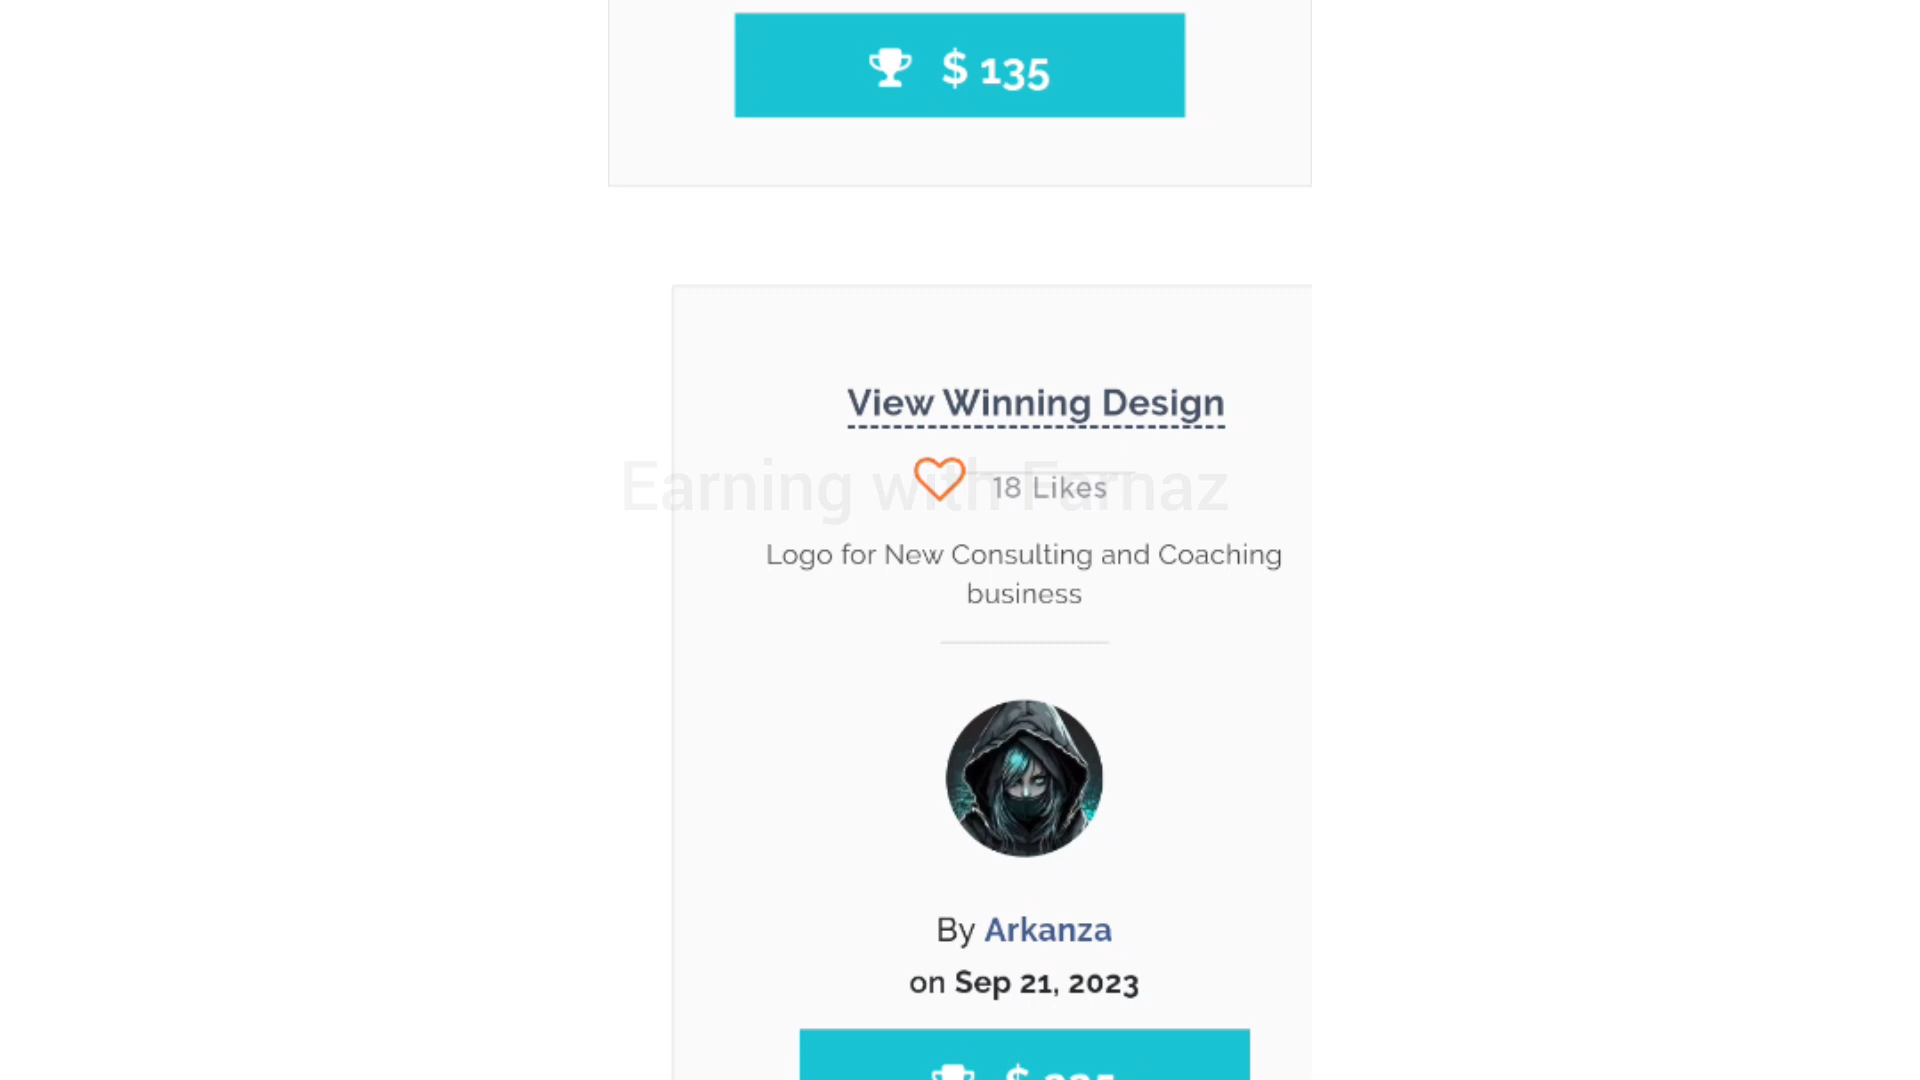 $ 135
View Winning Design
Earning with Farnaz
18 Likes
Logo for New Consulting and Coaching
business
By Arkanza
on Sep 21, 2023
$